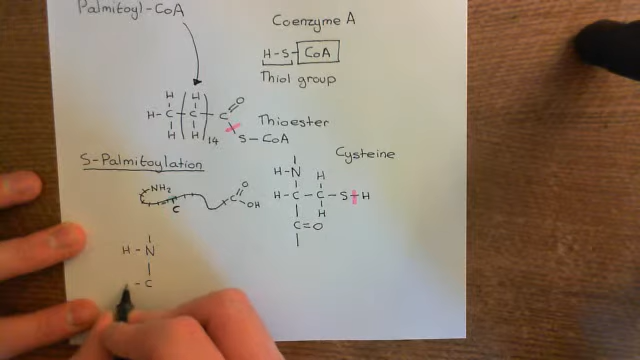 Palmitoyl-CoA
Coenzyme A
H-S-CoA
Thiol group
H
H
H-C-
C
-C
O
H
H
14
S-CoA
Thioester
S-Palmitoylation
Cysteine
NH2
C
C
O
OH
H-N
H
H-C-C-S-H
H
C=O
H-N
-C